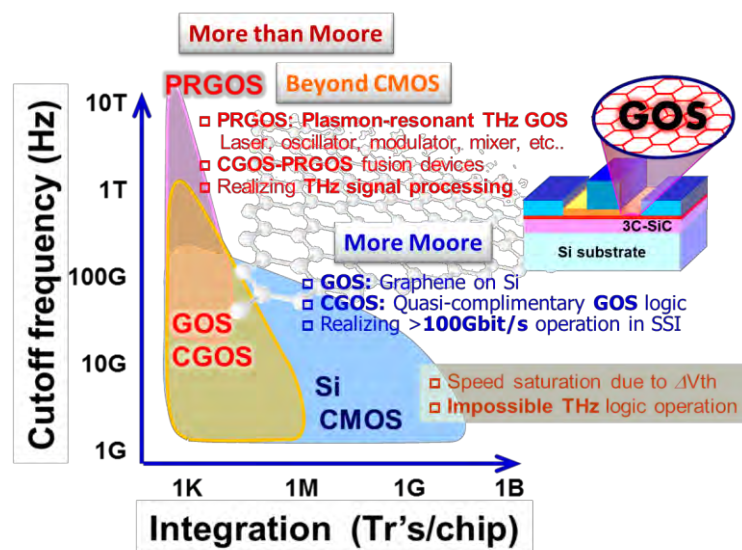 More than Moore
PRGOS
Beyond CMOS
GOS
10T
1T
100G
10G
1G
Cutoff frequency (Hz)
□ PRGOS: Plasmon-resonant THz GOS
Laser, oscillator, modulator, mixer, etc..
□ CGOS-PRGOS fusion devices
□ Realizing THz signal processing
3C-SiC
Si substrate
More Moore
□ GOS: Graphene on Si
□ CGOS: Quasi-complimentary GOS logic
□ Realizing >100Gbit/s operation in SSI
GOS
CGOS
Si
CMOS
□ Speed saturation due to ΔVth
□ Impossible THz logic operation
1K 1M 1G 1B
Integration (Tr's/chip)